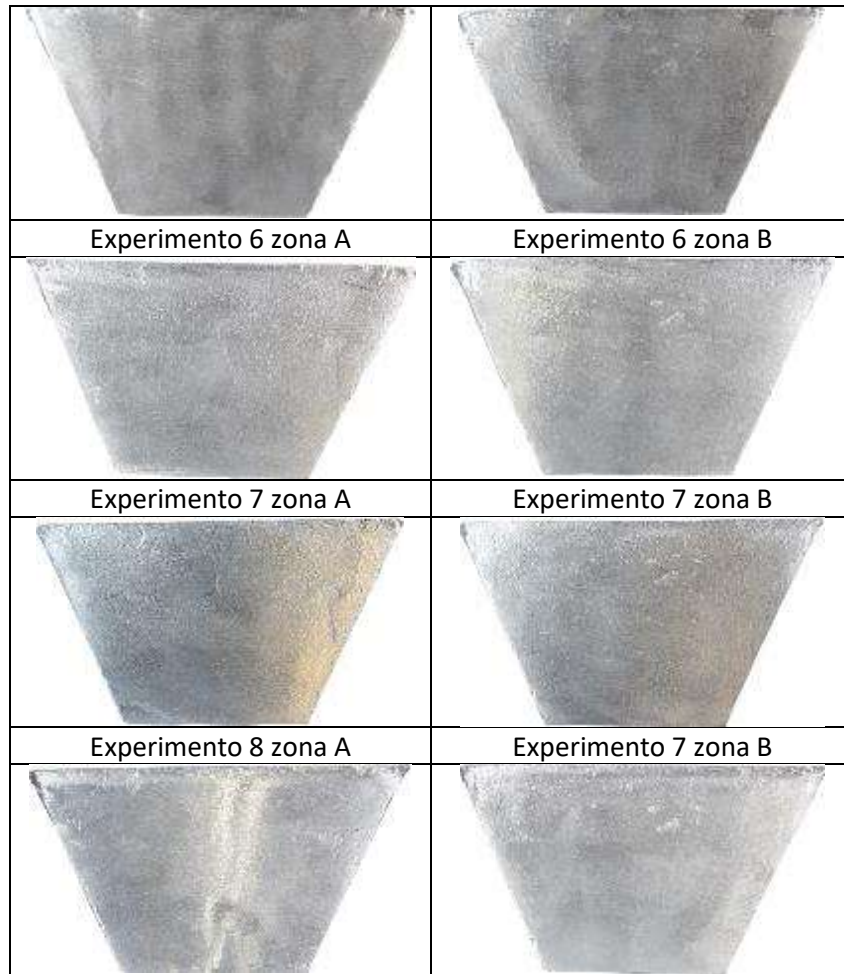 Experimento 6 zona A
Experimento 6 zona B
Experimento 7 zona A
Experimento 7 zona B
Experimento 8 zona A
Experimento 7 zona B